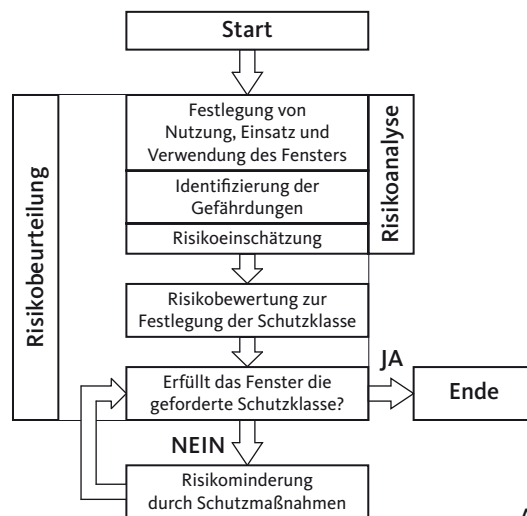 Start
Risikobeurteilung
Festlegung von
Nutzung, Einsatz und
Verwendung des Fensters
Risikoanalyse
Identifizierung der
Gefährdungen
Risikoeinschätzung
Risikobewertung zur
Festlegung der Schutzklasse
Erfüllt das Fenster die
geforderte Schutzklasse?
JA
Ende
NEIN
Risikominderung
durch Schutzmaßnahmen